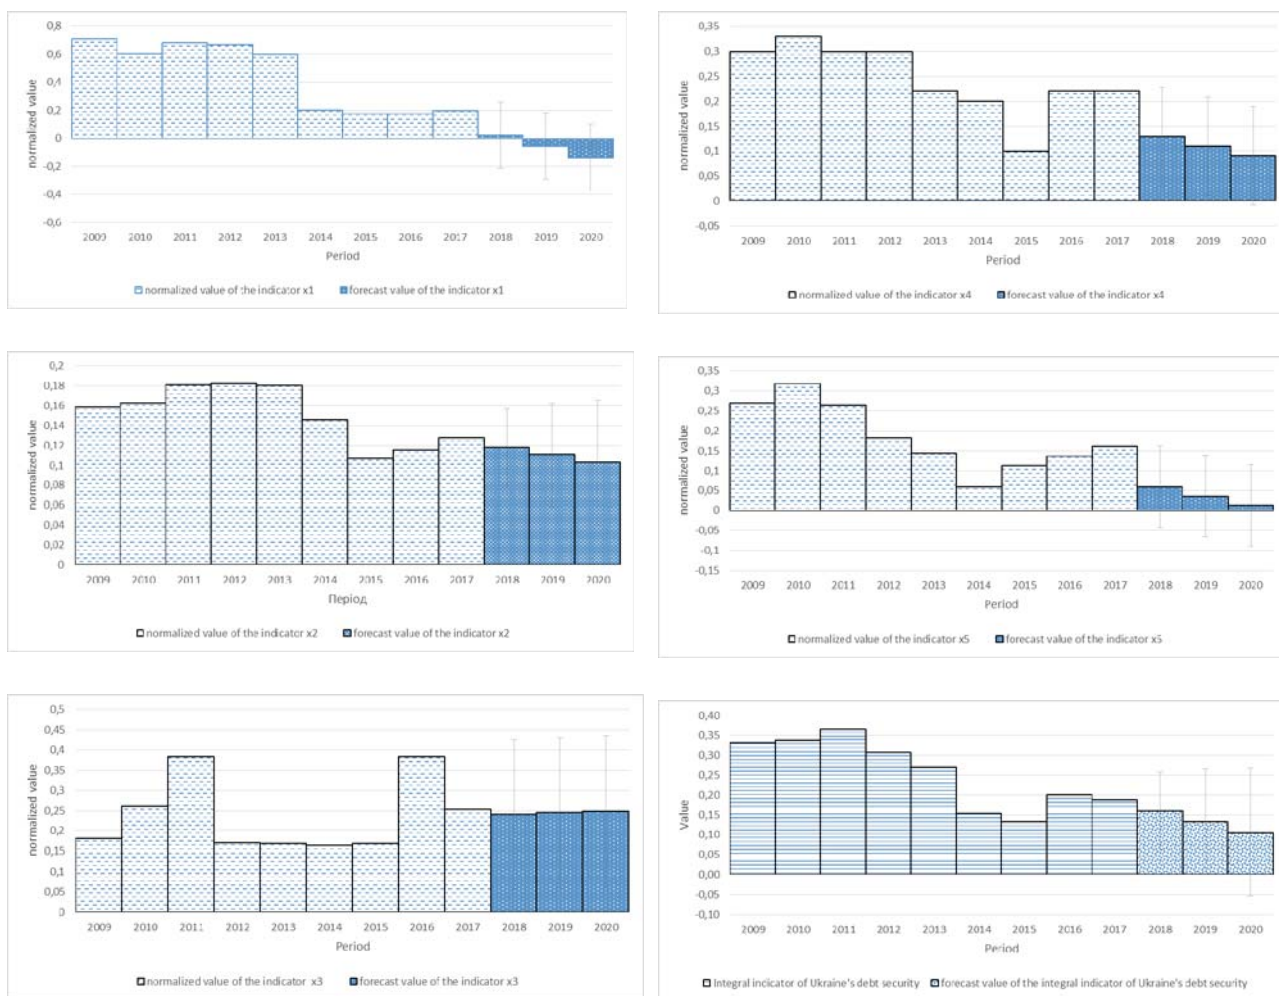 0,8
0,6
0,4
0,2
0
-0,2
-0,4
-0,6
normalized value
2009 2010 2011 2012 2013 2014 2015 2016 2017 2018 2019 2020
Period
normalized value of the indicator x1 forecast value of the indicator x1
0,35
0,3
0,25
0,2
0,15
0,1
0,05
0
-0,05
normalized value
2009 2010 2011 2012 2013 2014 2015 2016 2017 2018 2019 2020
Period
normalized value of the indicator x4 forecast value of the indicator x4
0,2
0,18
0,16
0,14
0,12
0,1
0,08
0,06
0,04
0,02
0
normalized value
2009 2010 2011 2012 2013 2014 2015 2016 2017 2018 2019 2020
Період
normalized value of the indicator x2 forecast value of the indicator x2
0,35
0,3
0,25
0,2
0,15
0,1
0,05
0
-0,05
-0,1
-0,15
normalized value
2009 2010 2011 2012 2013 2014 2015 2016 2017 2018 2019 2020
Period
normalized value of the indicator x5 forecast value of the indicator x5
0,5
0,45
0,4
0,35
0,3
0,25
0,2
0,15
0,1
0,05
0
normalized value
2009 2010 2011 2012 2013 2014 2015 2016 2017 2018 2019 2020
Period
normalized value of the indicator x3 forecast value of the indicator x3
0,40
0,35
0,30
0,25
0,20
0,15
0,10
0,05
0,00
-0,05
-0,10
Value
2009 2010 2011 2012 2013 2014 2015 2016 2017 2018 2019 2020
Period
Integral indicator of Ukraine's debt security forecast value of the integral indicator of Ukraine's debt security